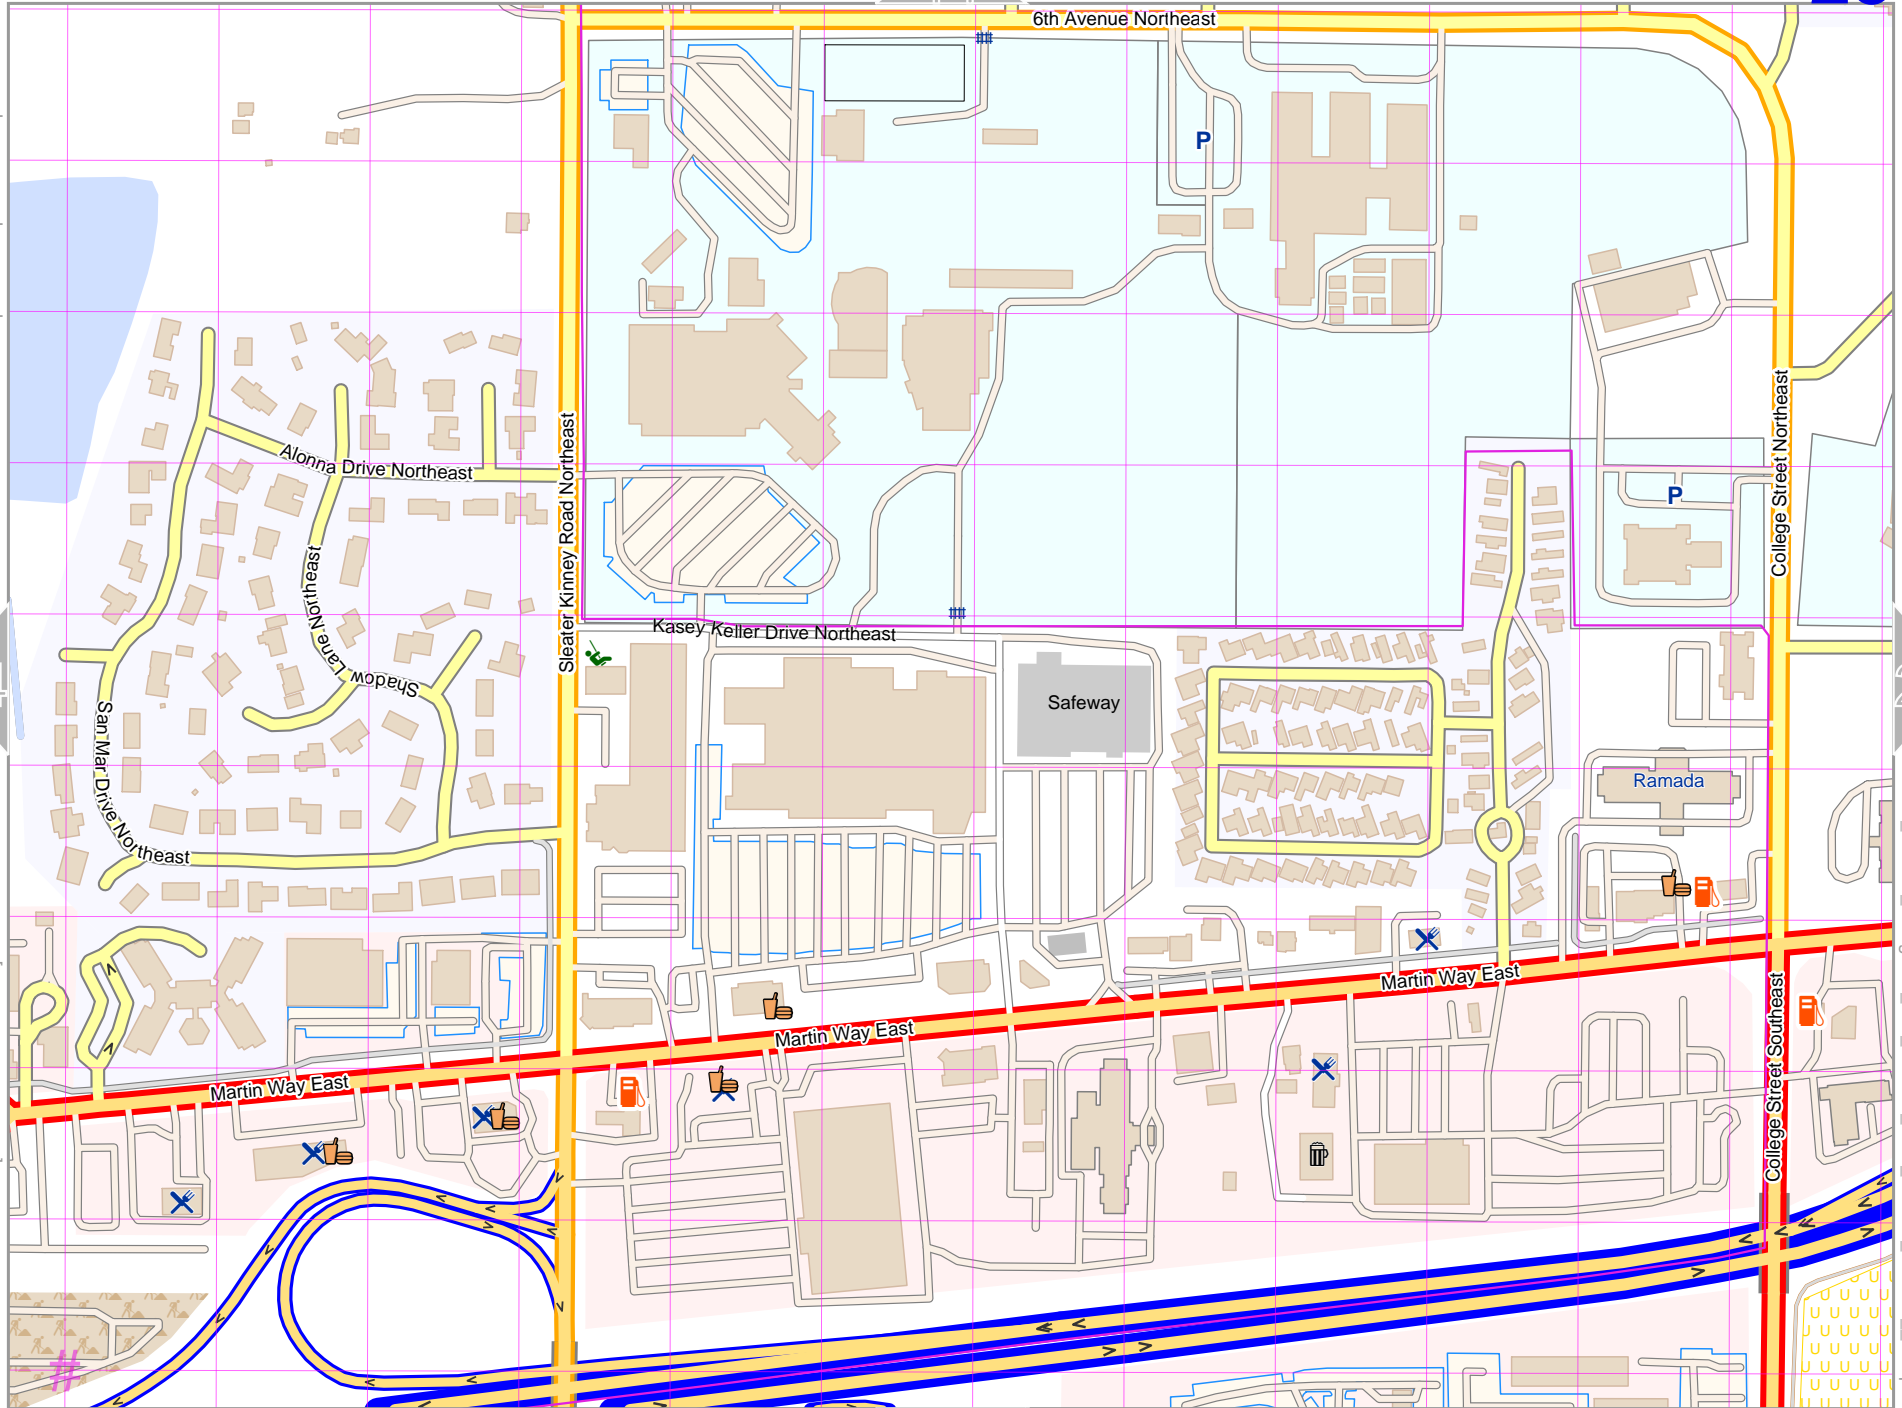 6th Avenue Northeast
P
College Street Northeast
Sleater Kinney Road Northeast
Alonna Drive Northeast
P
Shadow Lane Northeast
Kasey Keller Drive Northeast
Safeway
Ramada
San Mar Drive Northeast
Martin Way East
Martin Way East
Martin Way East
College Street Southeast
#